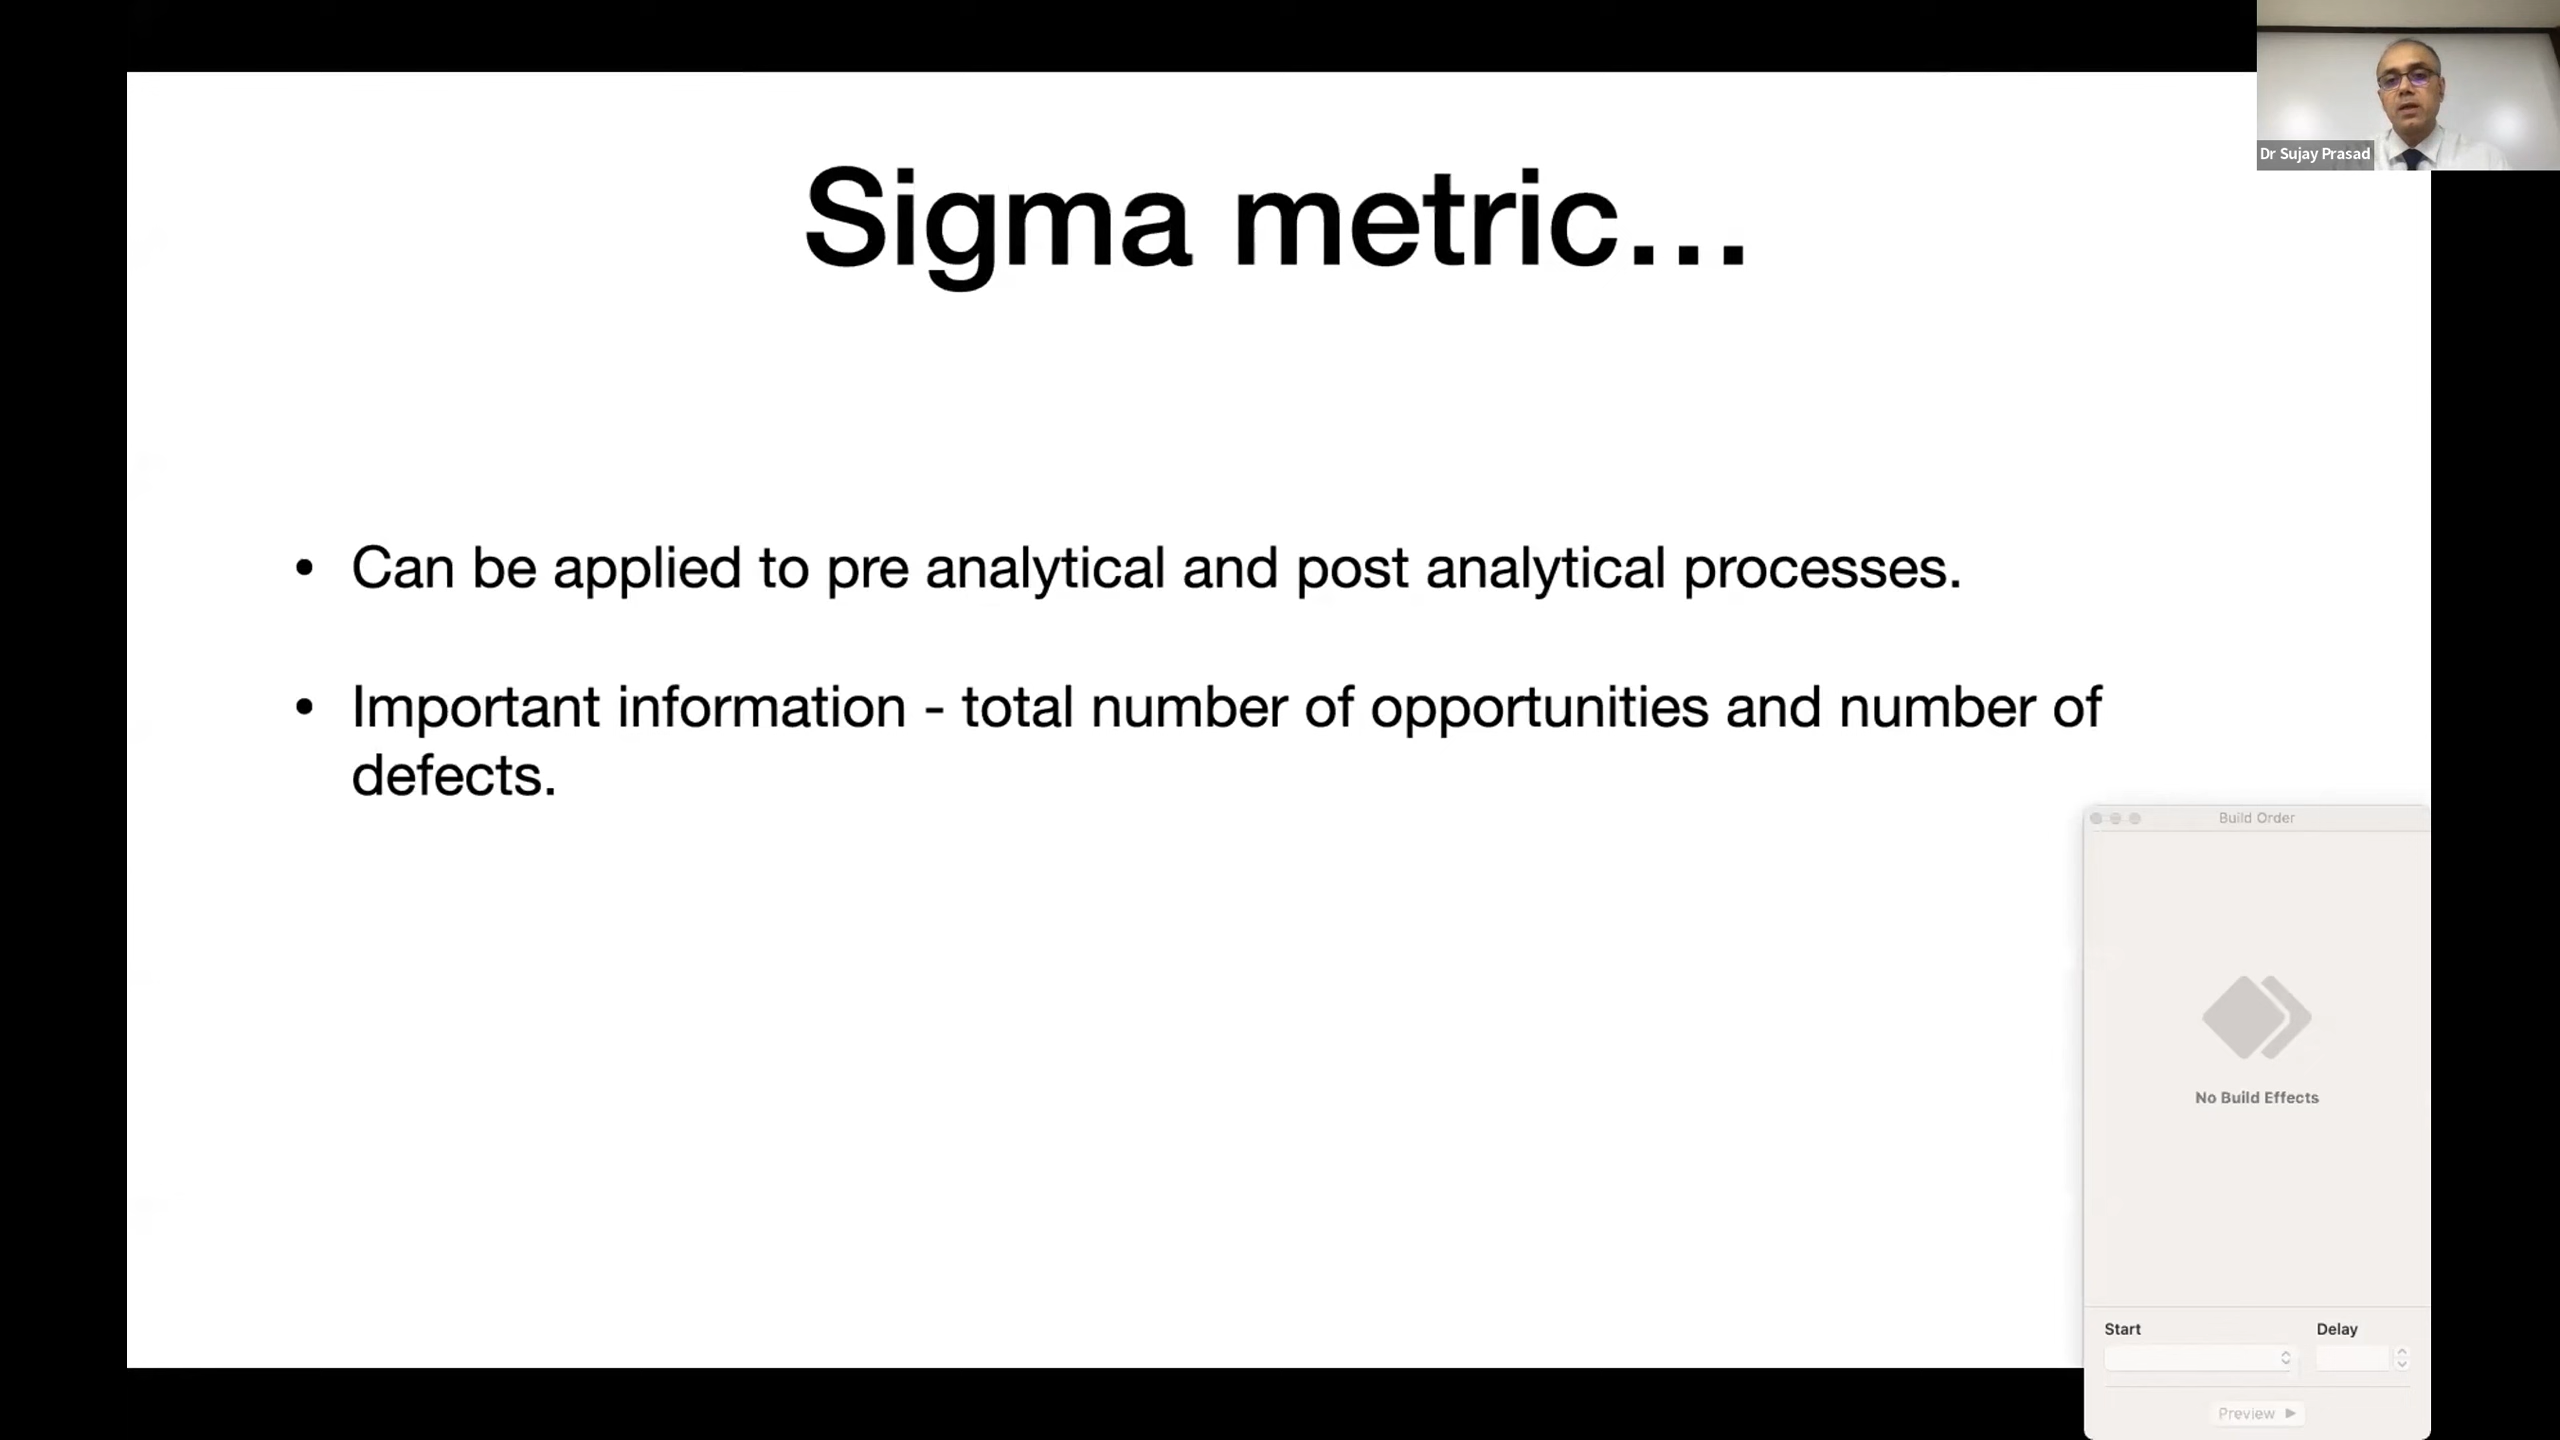 Dr Sujay Prasad
Sigma metric...
• Can be applied to pre analytical and post analytical processes.
• Important information - total number of opportunities and number of
defects.
Build Order
No Build Effects
Start Delay
Preview